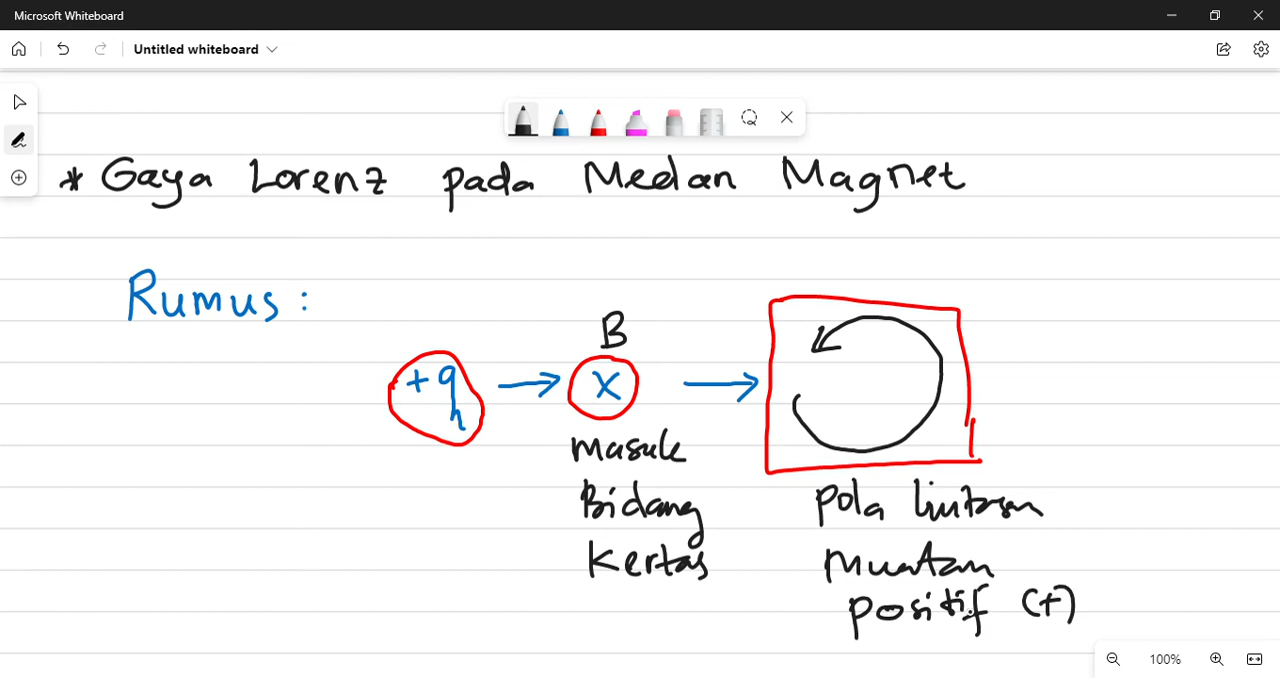 Microsoft Whiteboard
Untitled whiteboard
* Gaya Lorenz pada Medan Magnet
Rumus :
B
+q → x →
Masuk
Bidang
Kertas
pola lintasan
Muatan
positif (+)
100%